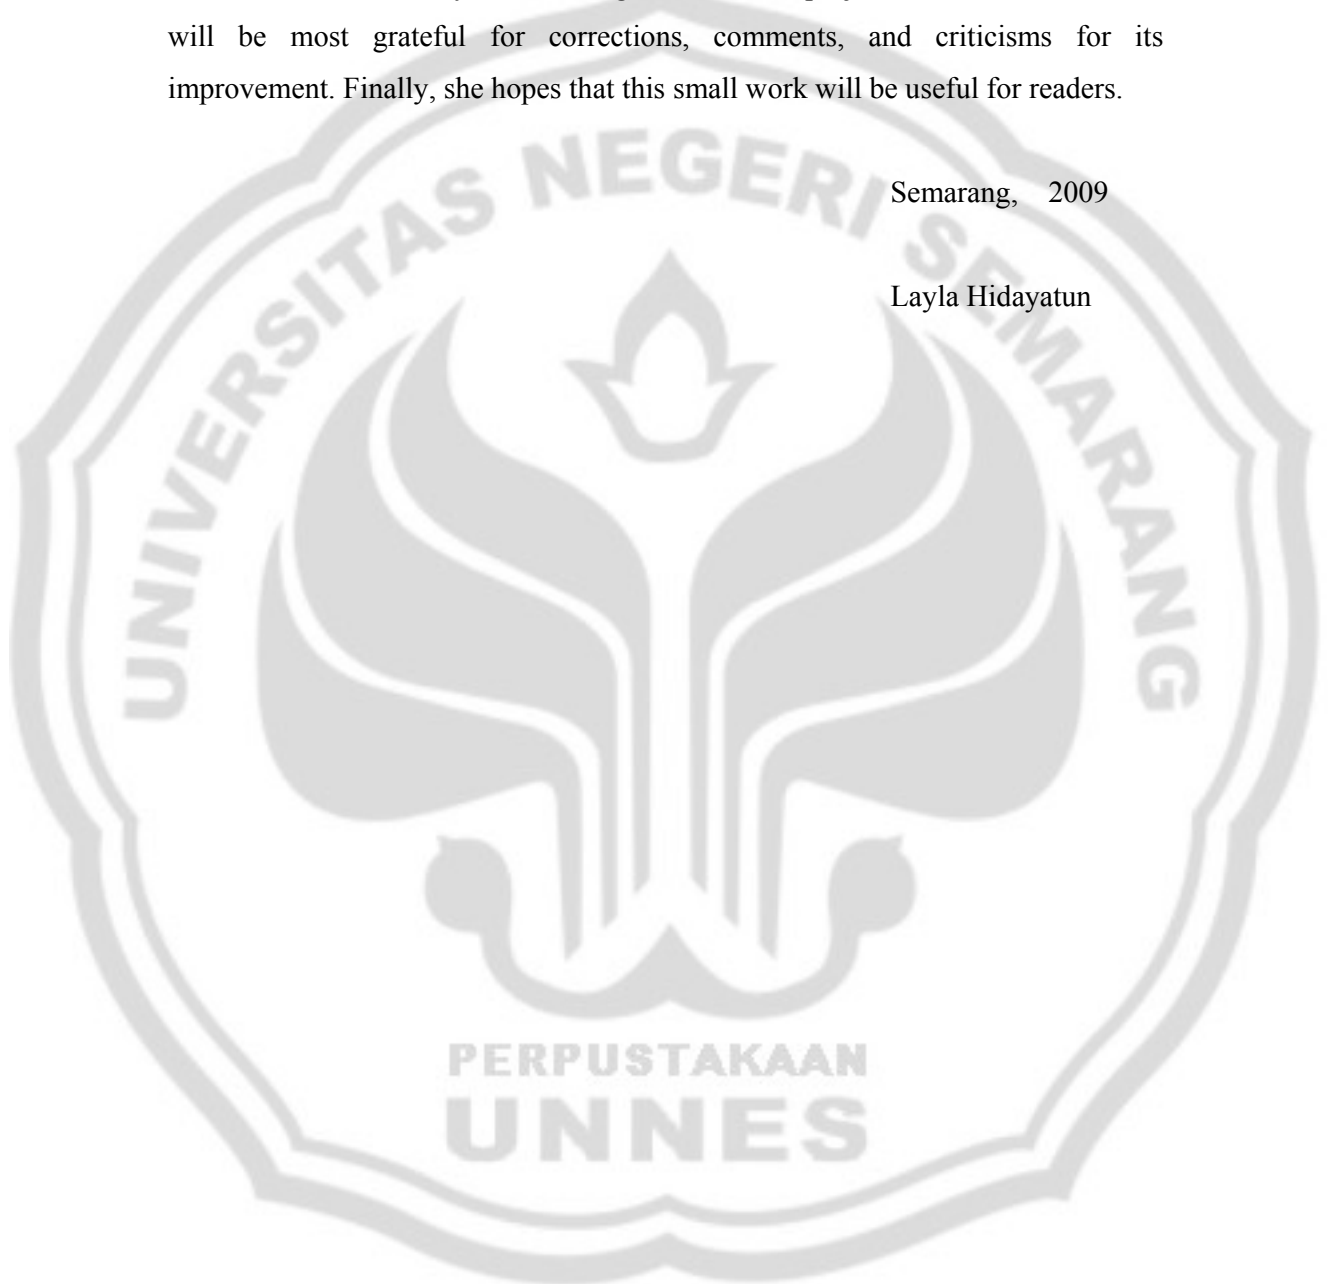 will be most grateful for corrections, comments, and criticisms for its
improvement. Finally, she hopes that this small work will be useful for readers.
UNIVERSITAS NEGERI SEMARANG
Semarang, 2009
Layla Hidayatun
PERPUSTAKAAN
UNNES